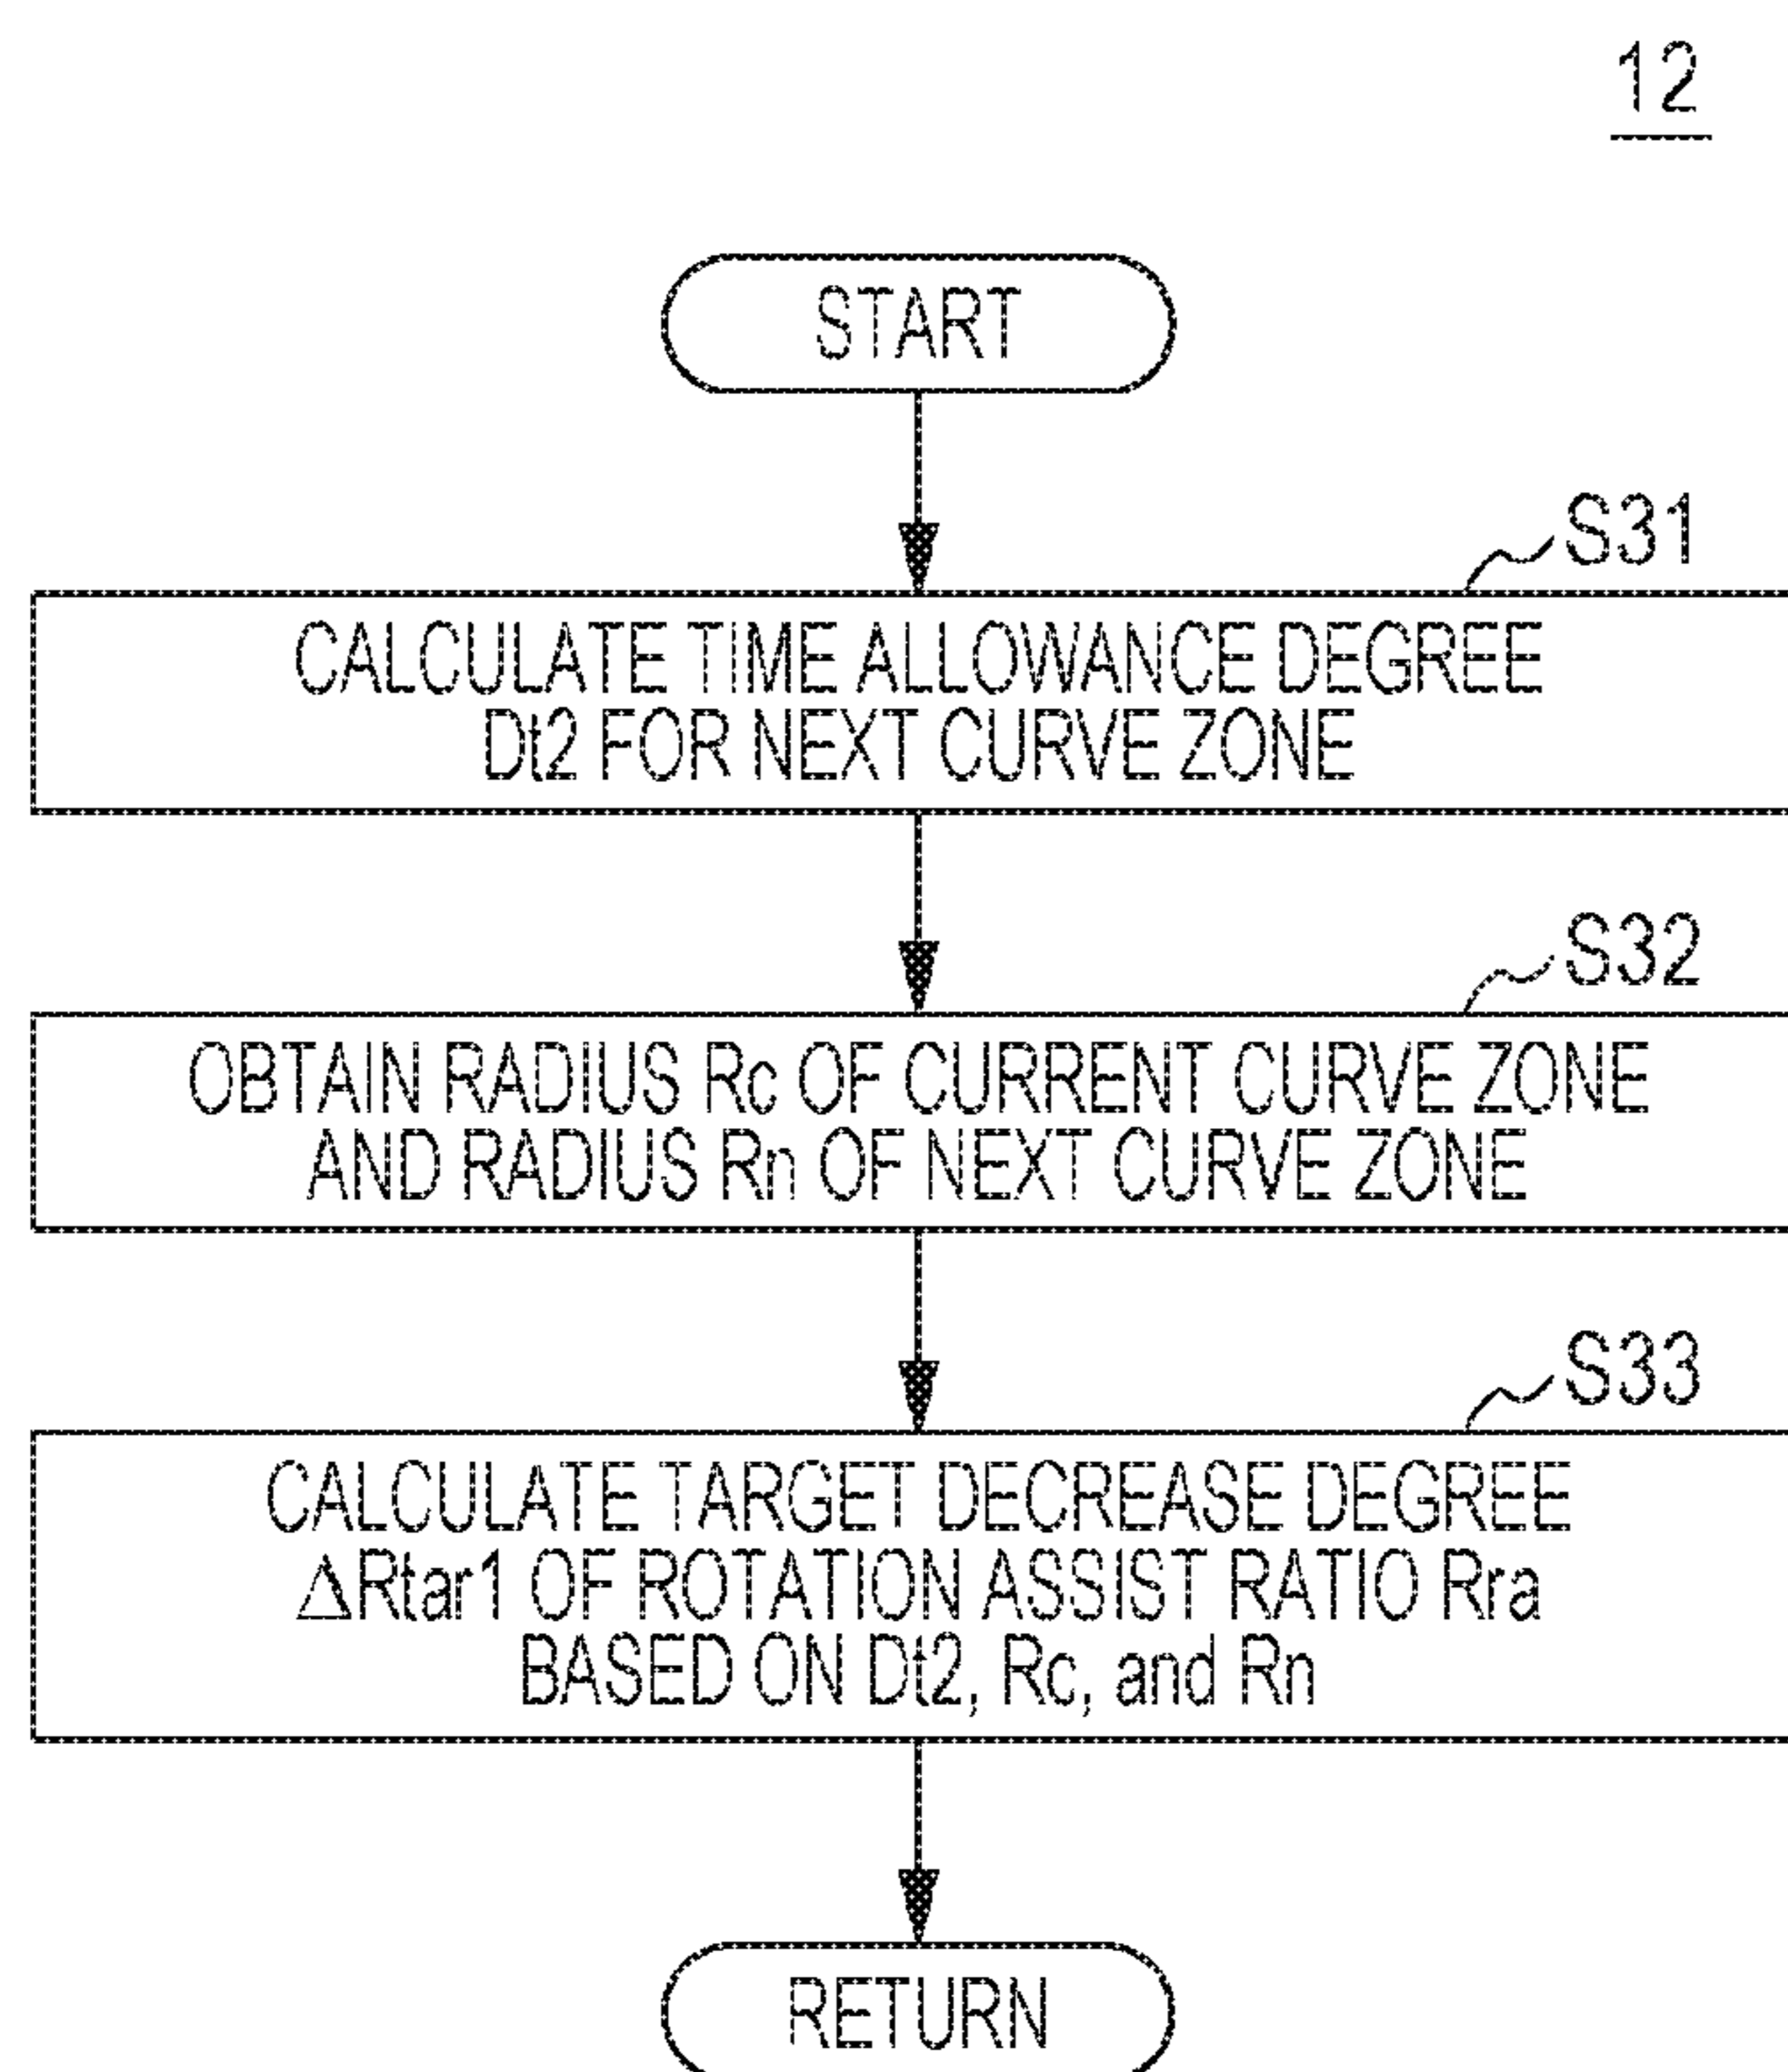 12
START
S31
CALCULATE TIME ALLOWANCE DEGREE
Dt2 FOR NEXT CURVE ZONE
S32
OBTAIN RADIUS Rc OF CURRENT CURVE ZONE
AND RADIUS Rn OF NEXT CURVE ZONE
S33
CALCULATE TARGET DECREASE DEGREE
ΔRtar1 OF ROTATION ASSIST RATIO Rra
BASED ON Dt2, Rc, and Rn
RETURN